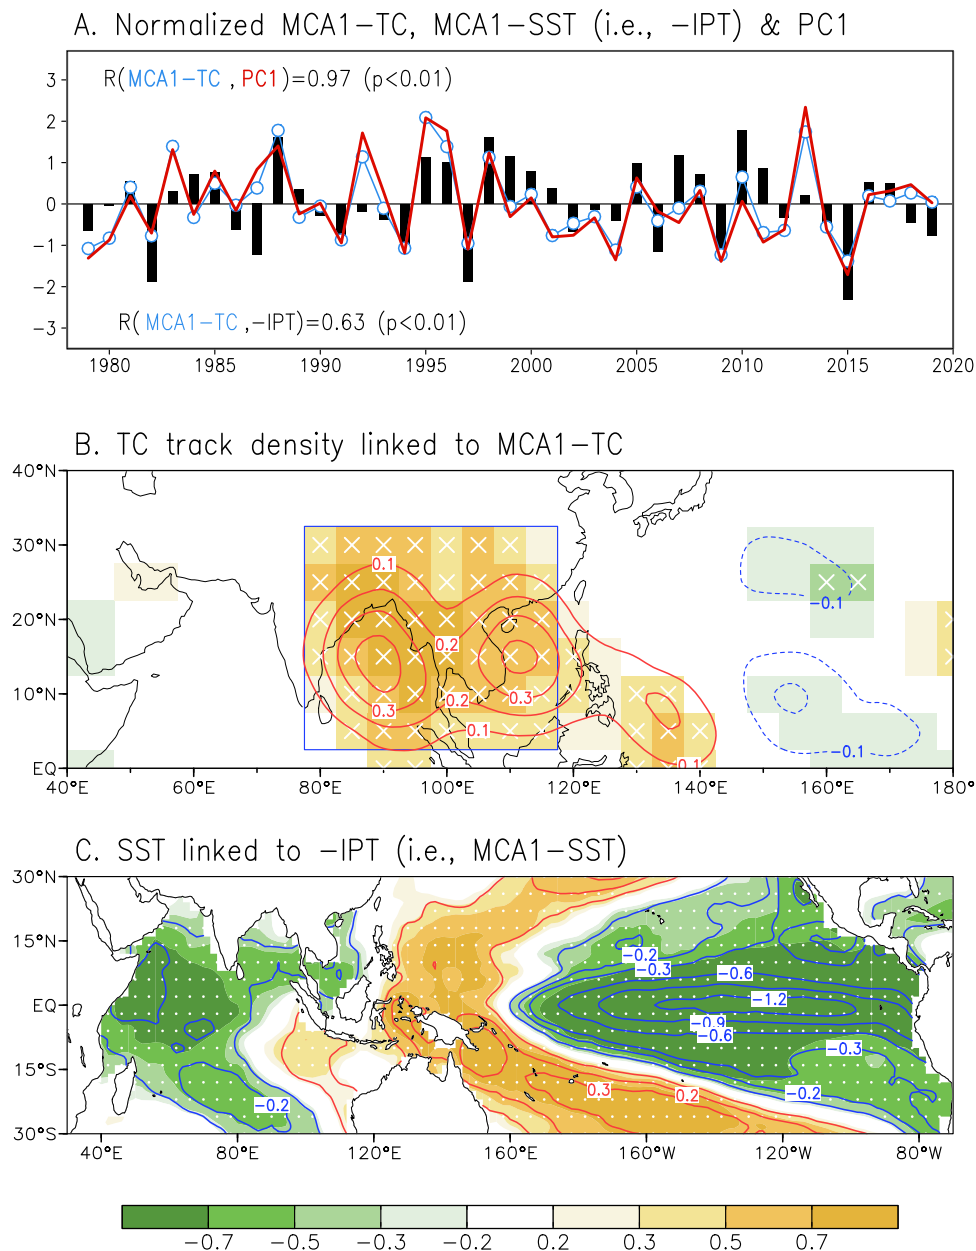 A. Normalized MCA1-TC, MCA1-SST (i.e., -IPT) & PC1
R(MCA1-TC ,PC1)=0.97 (p<0.01)
3
2
1
0
-1
-2
-3
R( MCA1-TC ,-IPT)=0.63 (p<0.01)
1980 1985 1990 1995 2000 2005 2010 2015 2020
B. TC track density linked to MCA1-TC
40°N
30°N
20°N
10°N
EQ
0.1
0.2
0.3
0.2
0.3
0.1
0.1
-0.1
-0.1
40°E 60°E 80°E 100°E 120°E 140°E 160°E 180°
C. SST linked to -IPT (i.e., MCA1-SST)
30°N
15°N
EQ
15°S
30°S
-0.2
-0.3
-0.6
-1.2
-0.9
-0.6
-0.3
-0.2
0.3
0.2
-0.2
40°E 80°E 120°E 160°E 160°W 120°W 80°W
-0.7 -0.5 -0.3 -0.2 0.2 0.3 0.5 0.7